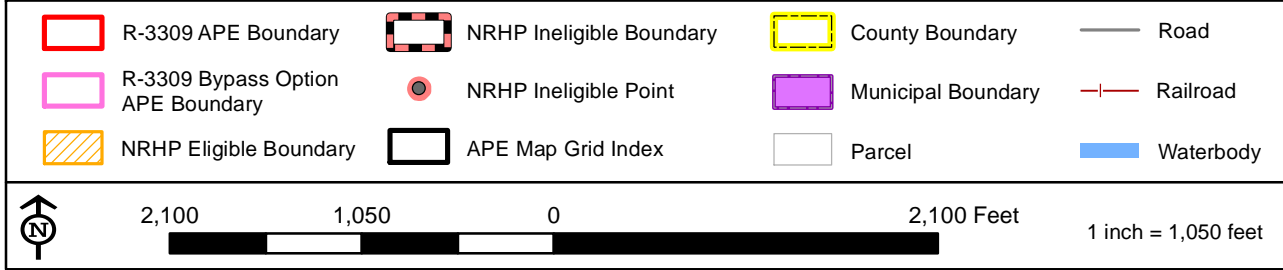 R-3309 APE Boundary
NRHP Ineligible Boundary
County Boundary
Road
R-3309 Bypass Option
APE Boundary
NRHP Ineligible Point
Municipal Boundary
Railroad
NRHP Eligible Boundary
APE Map Grid Index
Parcel
Waterbody
N
2,100 1,050 0 2,100 Feet
1 inch = 1,050 feet